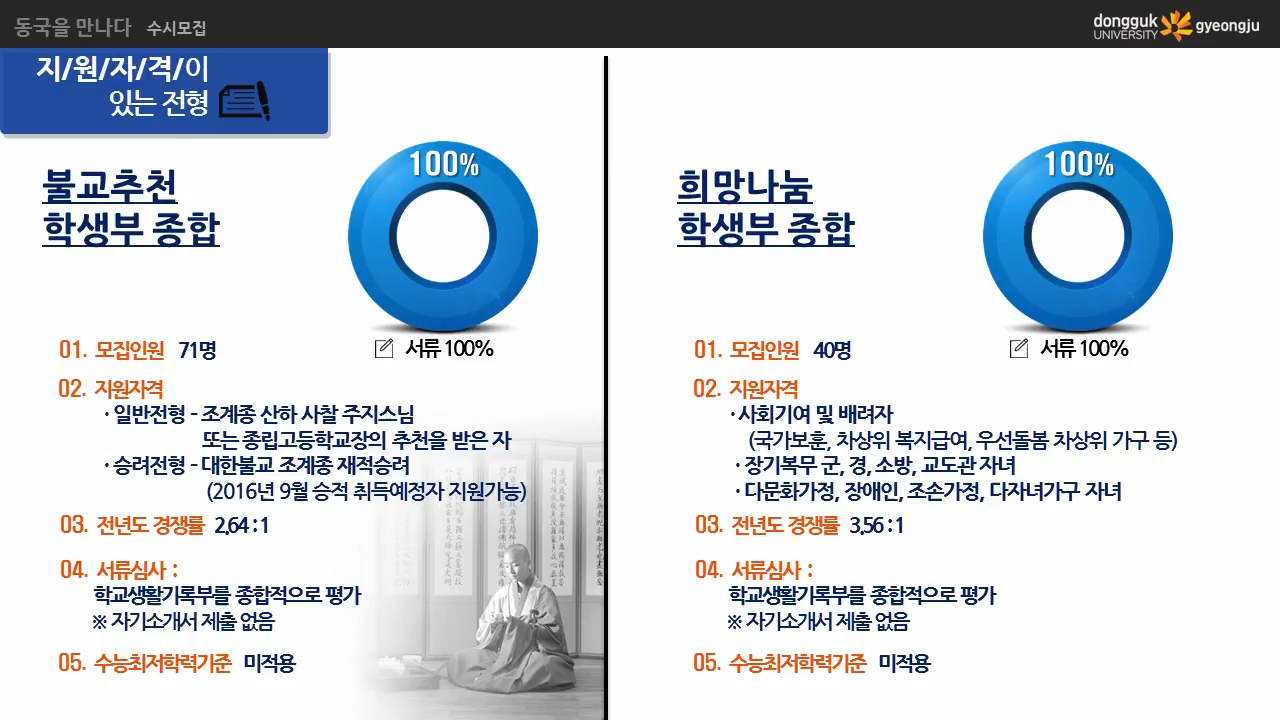 동국을 만나다 수시모집
dongguk
UNIVERSITY gyeongju
지/원/자/격/이
있는 전형
불교추천
학생부 종합
100%
서류 100%
01. 모집인원 71명
02. 지원자격
· 일반전형 - 조계종 산하 사찰 주지스님
또는 종립고등학교장의 추천을 받은 자
· 승려전형 - 대한불교 조계종 재적승려
(2016년 9월 승적 취득예정자 지원가능)
03. 전년도 경쟁률 2.64 : 1
04. 서류심사 :
학교생활기록부를 종합적으로 평가
※ 자기소개서 제출 없음
05. 수능최저학력기준 미적용
희망나눔
학생부 종합
100%
서류 100%
01. 모집인원 40명
02. 지원자격
· 사회기여 및 배려자
(국가보훈, 차상위 복지급여, 우선돌봄 차상위 가구 등)
· 장기복무 군, 경, 소방, 교도관 자녀
· 다문화가정, 장애인, 조손가정, 다자녀가구 자녀
03. 전년도 경쟁률 3.56 : 1
04. 서류심사 :
학교생활기록부를 종합적으로 평가
※ 자기소개서 제출 없음
05. 수능최저학력기준 미적용